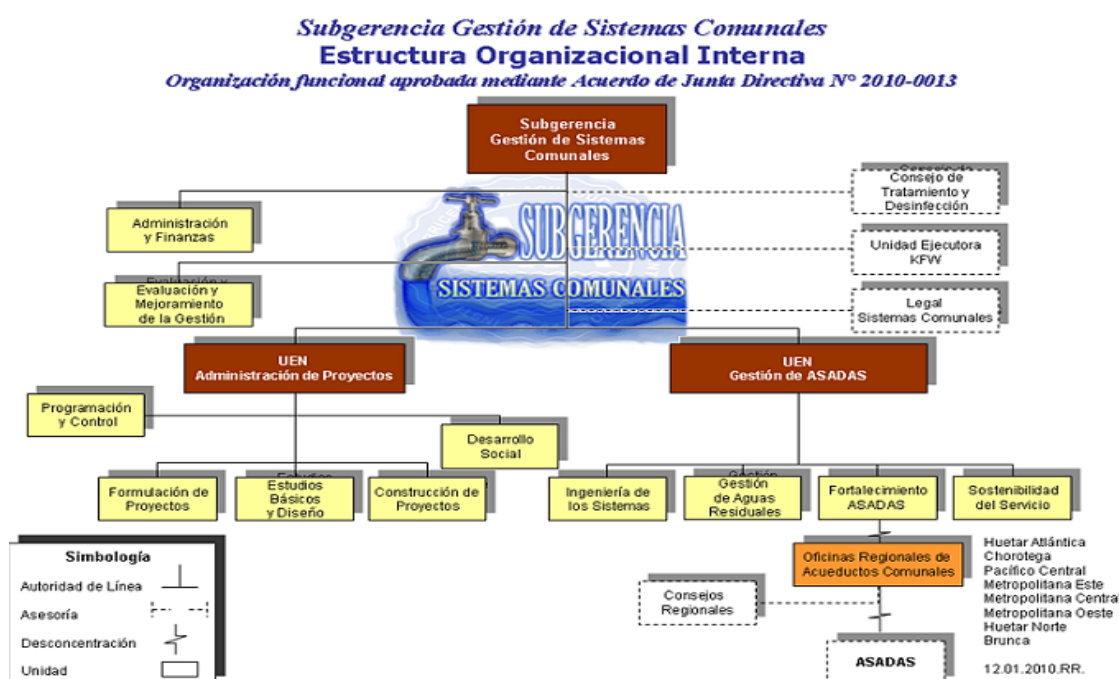 Subgerencia Gestión de Sistemas Comunales
Estructura Organizacional Interna
Organización funcional aprobada mediante Acuerdo de Junta Directiva N° 2010-0013
Subgerencia
Gestión de Sistemas
Comunales
Consejo de
Tratamiento y
Desinfección
Administración
y Finanzas
SUBGERENCIA
Unidad Ejecutora
KFW
SISTEMAS COMUNALES
Evaluación y
Mejoramiento
de la Gestión
Legal
Sistemas Comunales
UEN
Administración de Proyectos
UEN
Gestión de ASADAS
Programación
y Control
Desarrollo
Social
Formulación de
Proyectos
Estudios
Básicos
y Diseño
Construcción de
Proyectos
Ingeniería de
los Sistemas
Gestión
de Aguas
Residuales
Fortalecimiento
ASADAS
Sostenibilidad
del Servicio
Oficinas Regionales de
Acueductos Comunales
Huetar Atlántica
Chorotega
Pacífico Central
Metropolitana Este
Metropolitana Central
Metropolitana Oeste
Huetar Norte
Brunca
Consejos
Regionales
ASADAS
12.01.2010.RR.
Simbología
Autoridad de Línea
Asesoría
Desconcentración
Unidad